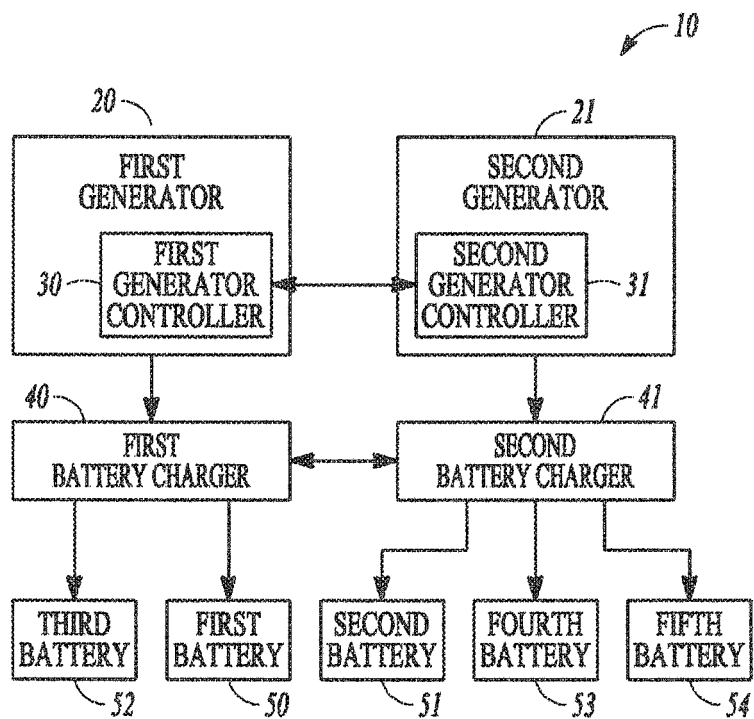 10
20
21
FIRST
GENERATOR
SECOND
GENERATOR
30
FIRST
GENERATOR
CONTROLLER
SECOND
GENERATOR
CONTROLLER
31
40
41
FIRST
BATTERY CHARGER
SECOND
BATTERY CHARGER
THIRD
BATTERY
FIRST
BATTERY
SECOND
BATTERY
FOURTH
BATTERY
FIFTH
BATTERY
52
50
51
53
54